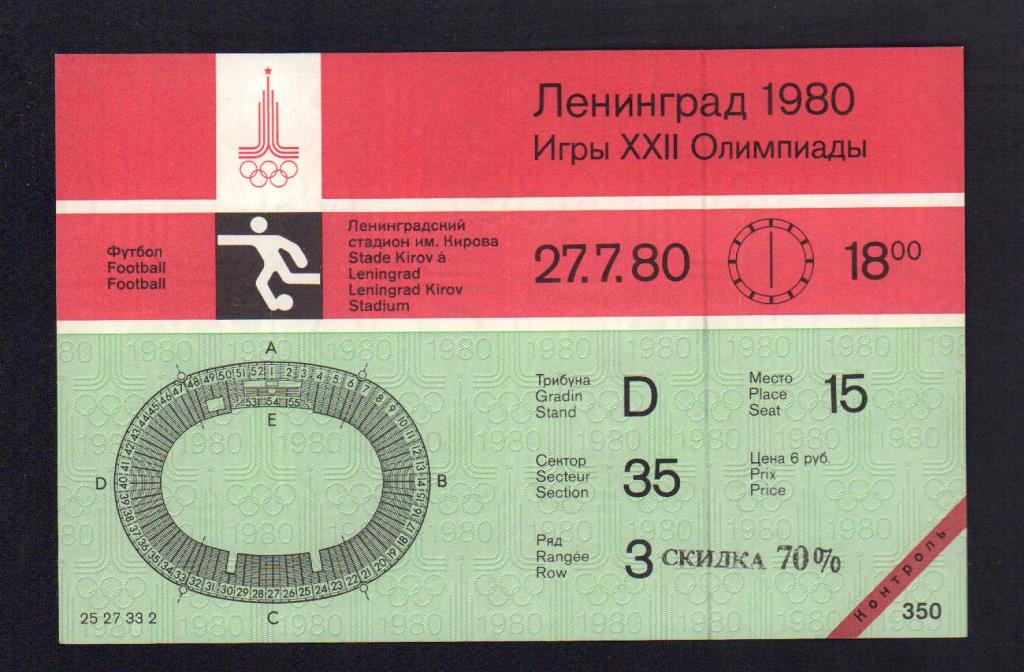 Ленинград 1980
Игры XXII Олимпиады
Футбол
Football
Football
Ленинградский
стадион им. Кирова
Stade Kirov à
Leningrad
Leningrad Kirov
Stadium
27.7.80
18⁰⁰
A
B
C
D
E
Трибуна
Gradin
Stand
D
Место
Place
Seat
15
Сектор
Secteur
Section
35
Цена 6 руб.
Prix
Price
Ряд
Rangée
Row
3
СКИДКА 70%
Контроль
350
25 27 33 2